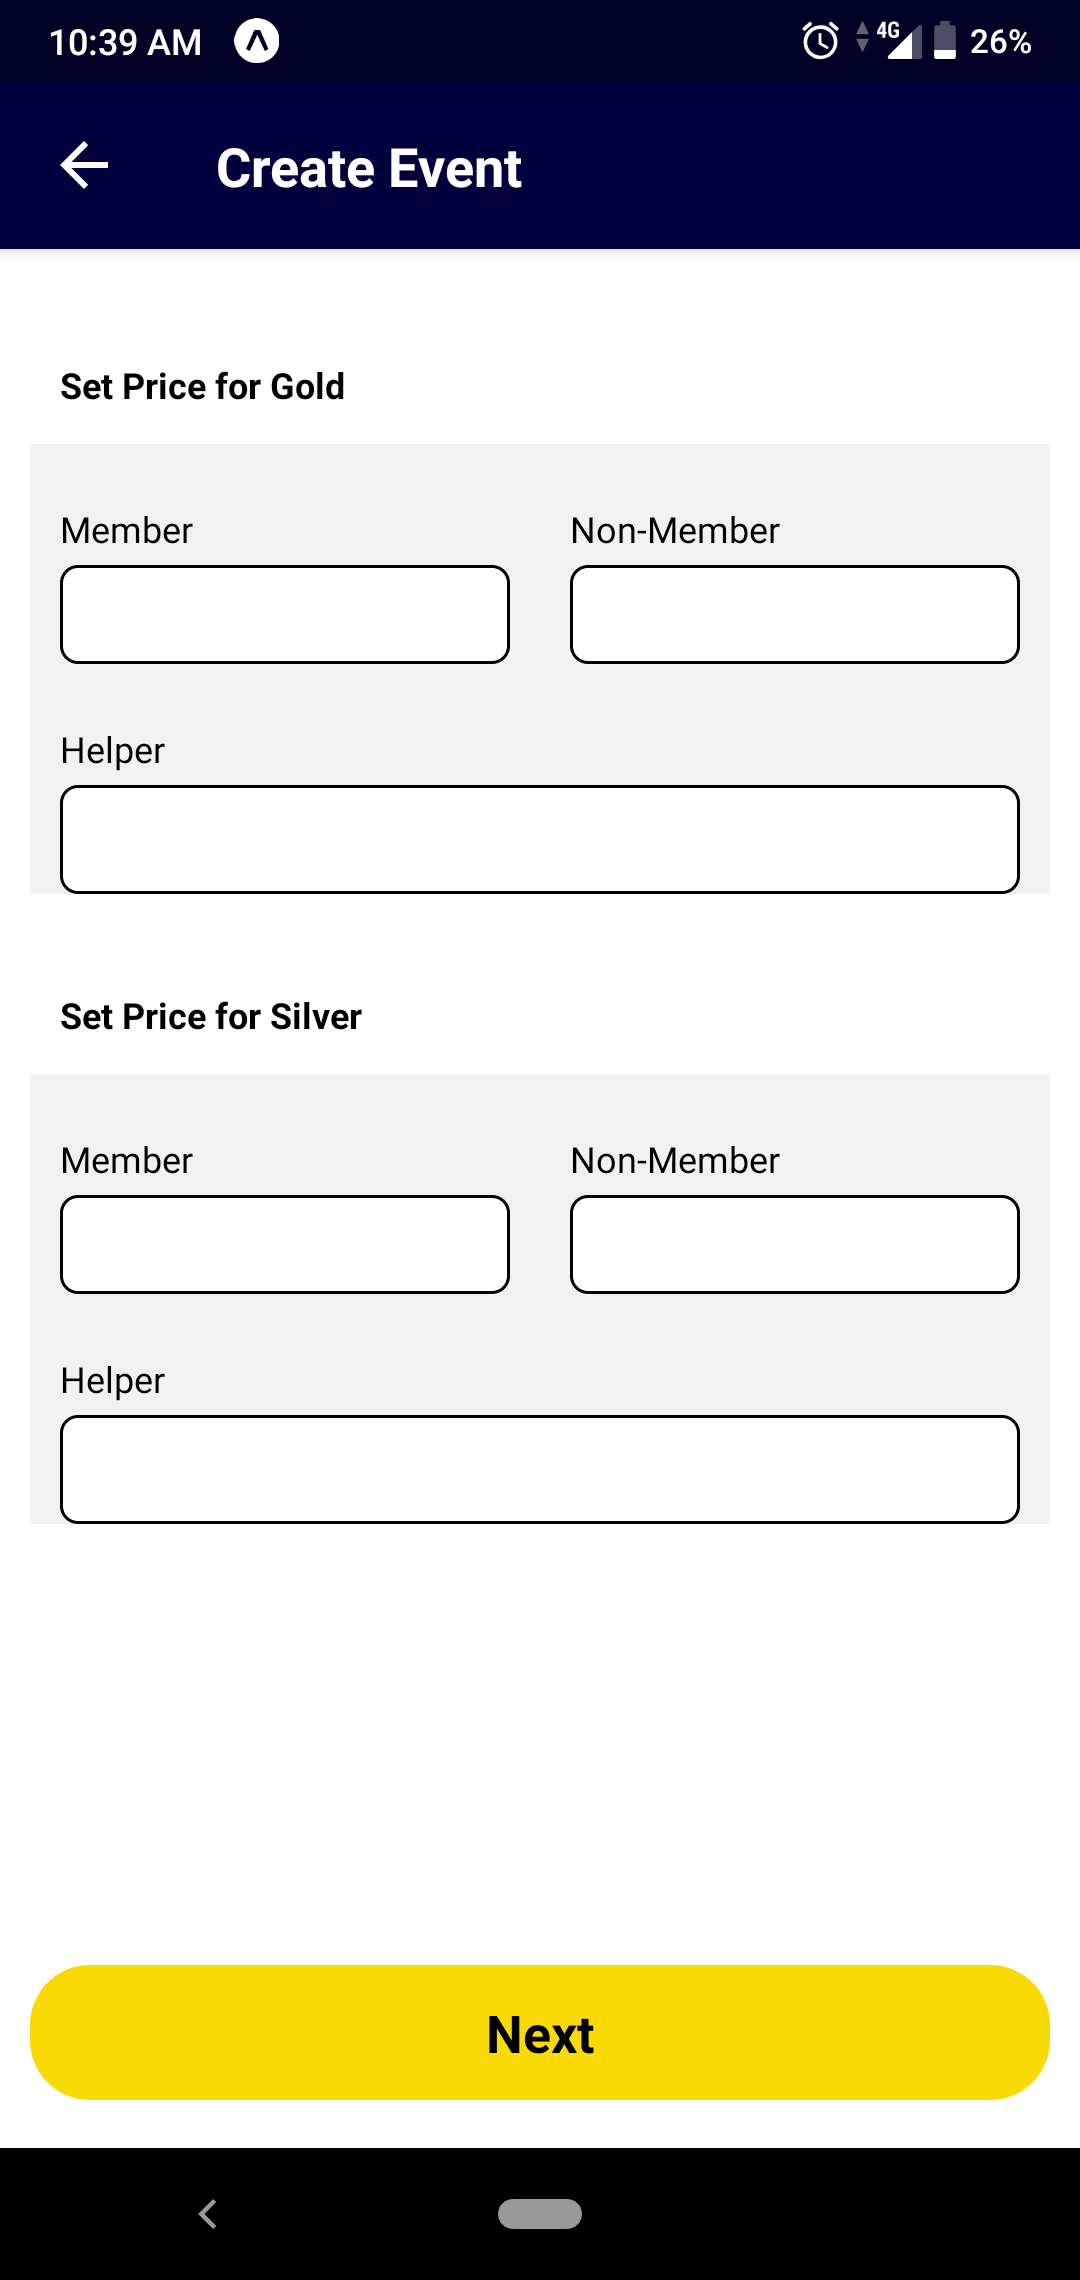 10:39 AM 4G 26%
Create Event
Set Price for Gold
Member Non-Member
Helper
Set Price for Silver
Member Non-Member
Helper
Next